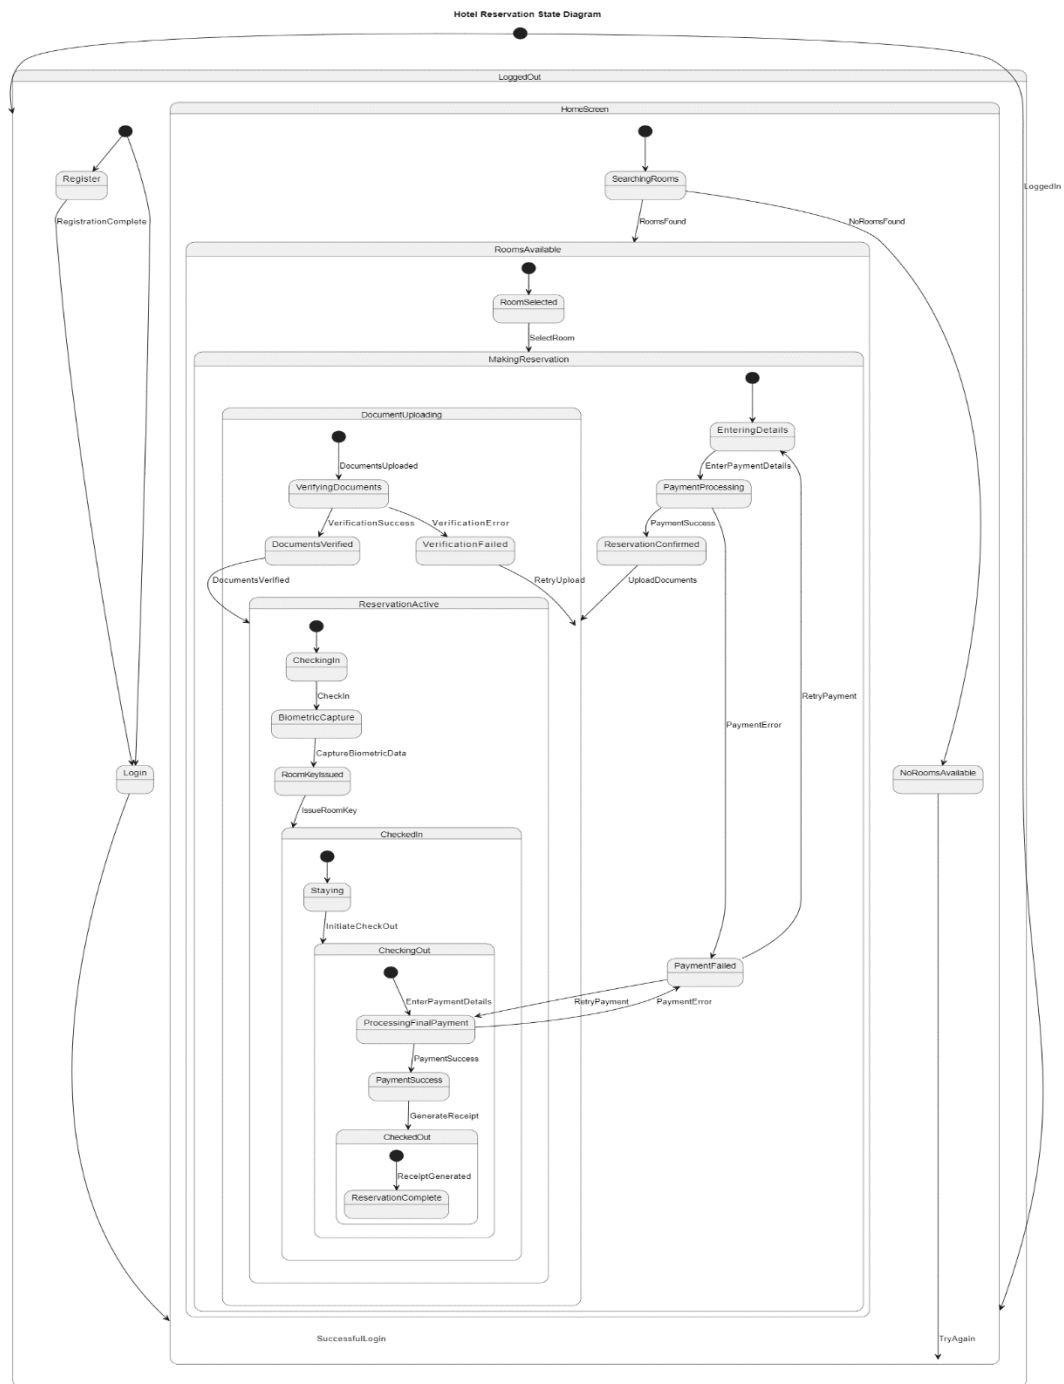 Hotel Reservation State Diagram
LoggedOut
HomeScreen
Register
SearchingRooms
LoggedIn
RegistrationComplete
RoomsFound
NoRoomsFound
RoomsAvailable
RoomSelected
SelectRoom
MakingReservation
DocumentUploading
EnteringDetails
DocumentsUploaded
EnterPaymentDetails
VerifyingDocuments
PaymentProcessing
VerificationSuccess
VerificationError
PaymentSuccess
DocumentsVerified
VerificationFailed
ReservationConfirmed
DocumentsVerified
RetryUpload
UploadDocuments
ReservationActive
CheckingIn
CheckIn
RetryPayment
BiometricCapture
PaymentError
CaptureBiometricData
Login
RoomKeyIssued
NoRoomsAvailable
IssueRoomKey
CheckedIn
Staying
InitiateCheckOut
CheckingOut
PaymentFailed
EnterPaymentDetails
RetryPayment
PaymentError
ProcessingFinalPayment
PaymentSuccess
PaymentSuccess
GenerateReceipt
CheckedOut
ReceiptGenerated
ReservationComplete
SuccessfulLogin
TryAgain